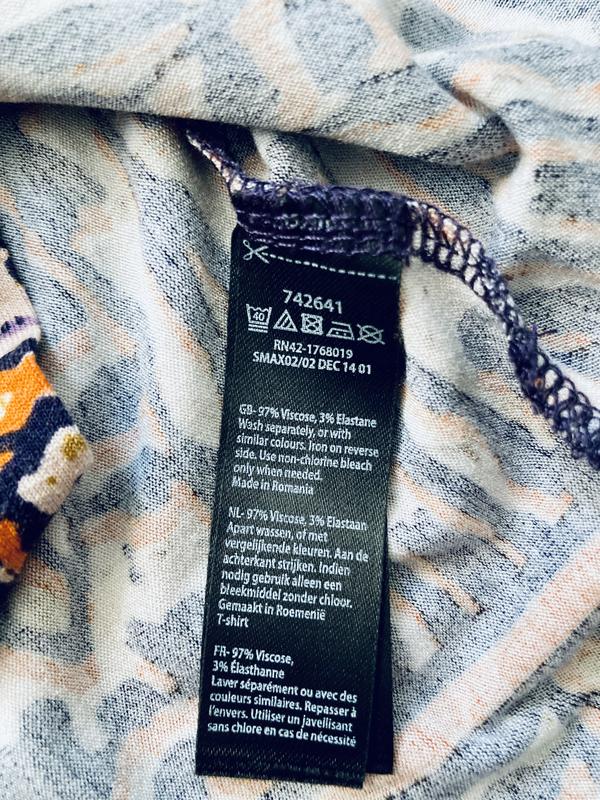 742641
40
RN42-1768019
SMAX02/02 DEC 14 01
GB- 97% Viscose, 3% Elastane
Wash separately, or with
similar colours. Iron on reverse
side. Use non-chlorine bleach
only when needed.
Made in Romania
NL- 97% Viscose, 3% Elastaan
Apart wassen, of met
vergelijkende kleuren. Aan de
achterkant strijken. Indien
nodig gebruik alleen een
bleekmiddel zonder chloor.
Gemaakt in Roemenië
T-shirt
FR- 97% Viscose,
3% Élasthanne
Laver séparément ou avec des
couleurs similaires. Repasser à
l'envers. Utiliser un javellisant
sans chlore en cas de nécessité